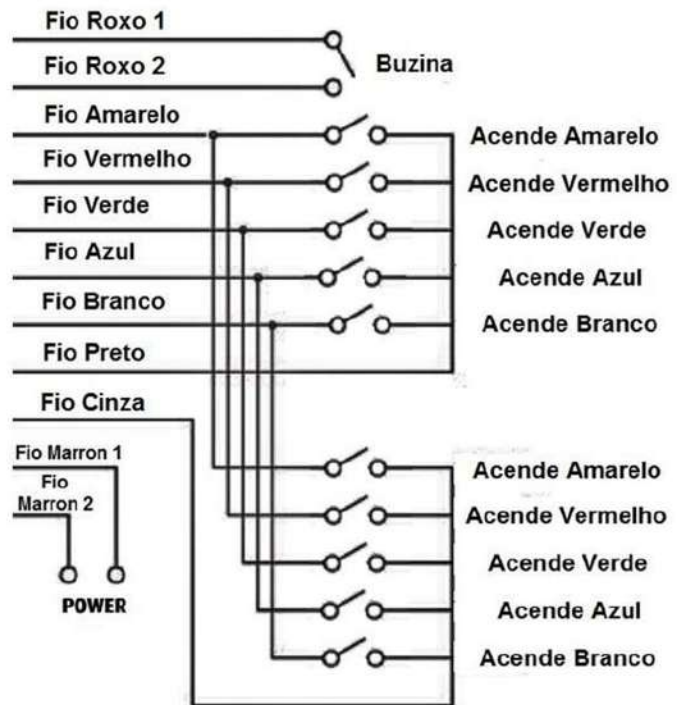 Fio Roxo 1
Fio Roxo 2
Buzina
Fio Amarelo
Acende Amarelo
Fio Vermelho
Acende Vermelho
Fio Verde
Acende Verde
Fio Azul
Acende Azul
Fio Branco
Acende Branco
Fio Preto
Fio Cinza
Fio Marron 1
Fio
Marron 2
POWER
Acende Amarelo
Acende Vermelho
Acende Verde
Acende Azul
Acende Branco